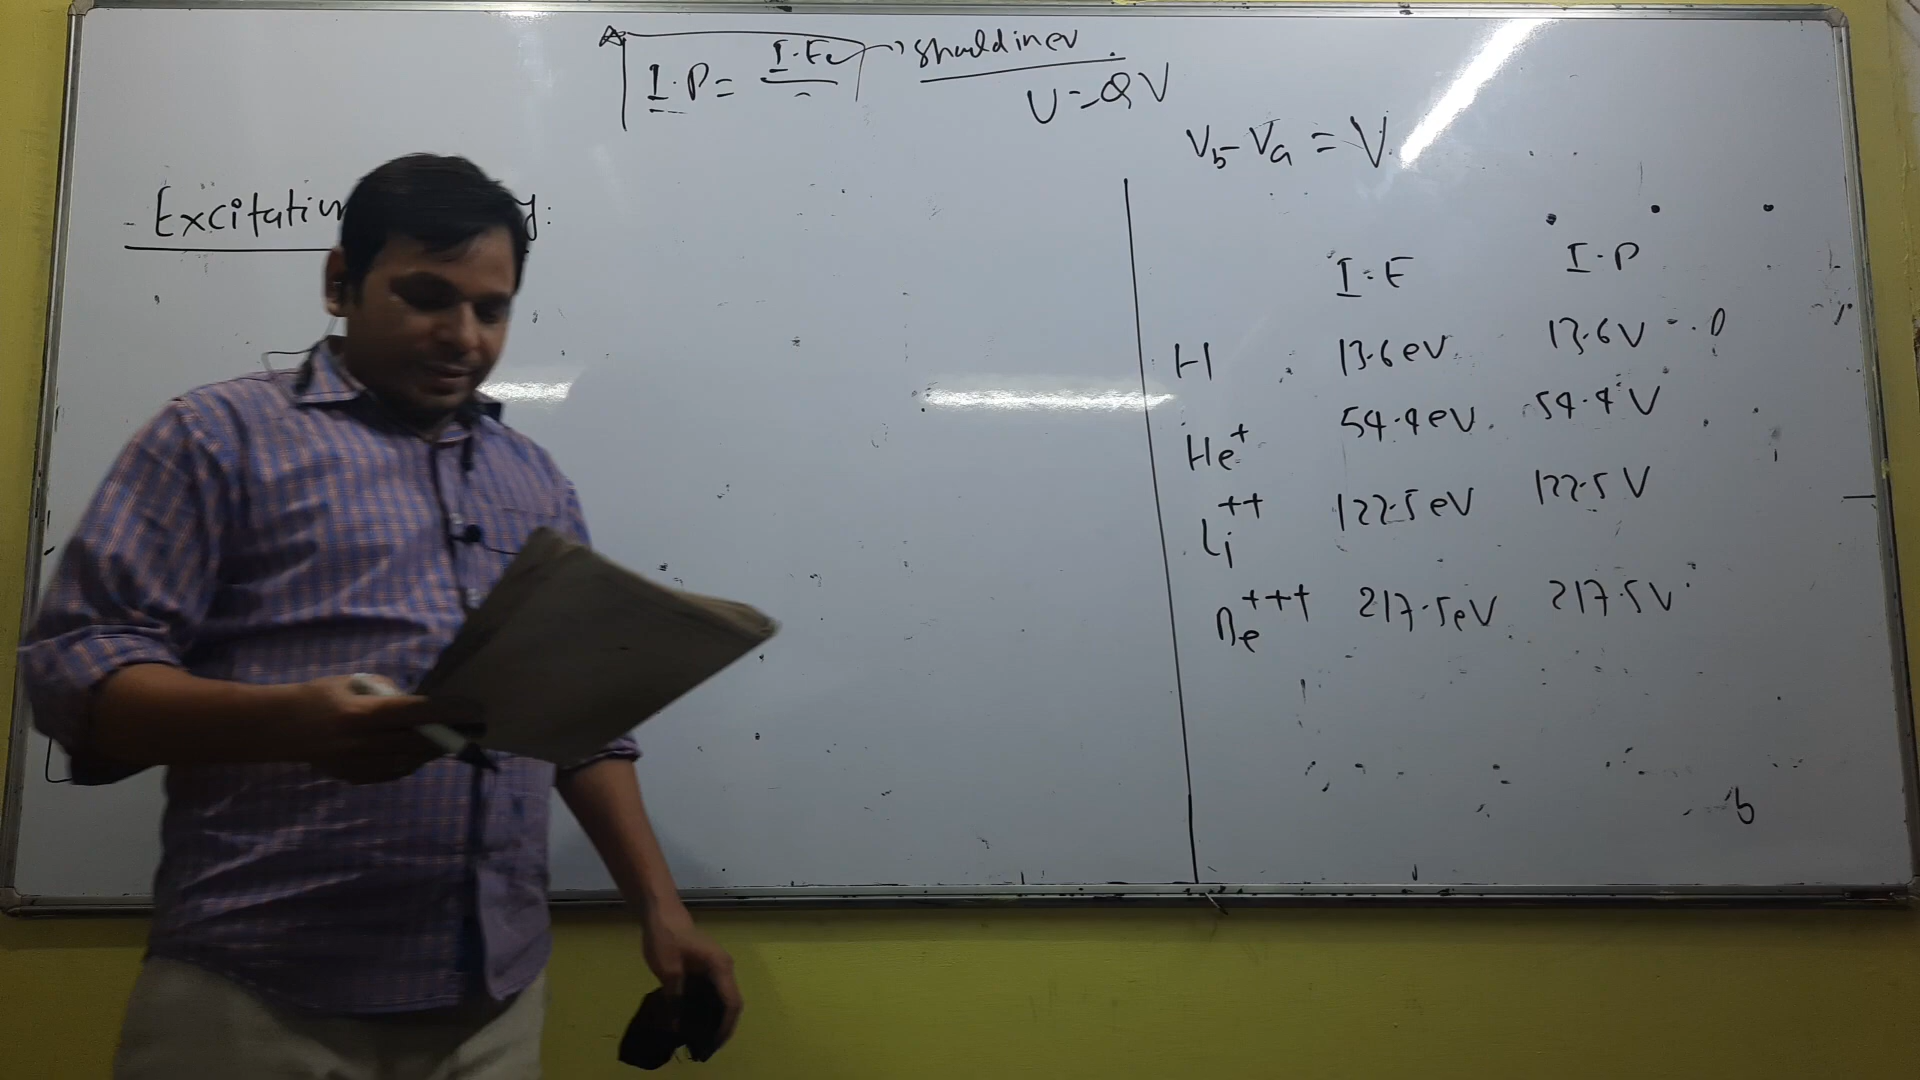 I.P = I.E/e → should in ev
U = QV
Vb - Va = V
Excitation
I.E I.P
H 13.6 eV 13.6 V
He+ 54.4 eV 54.4 V
Li++ 122.5 eV 122.5 V
Be+++ 217.5 eV 217.5 V
b